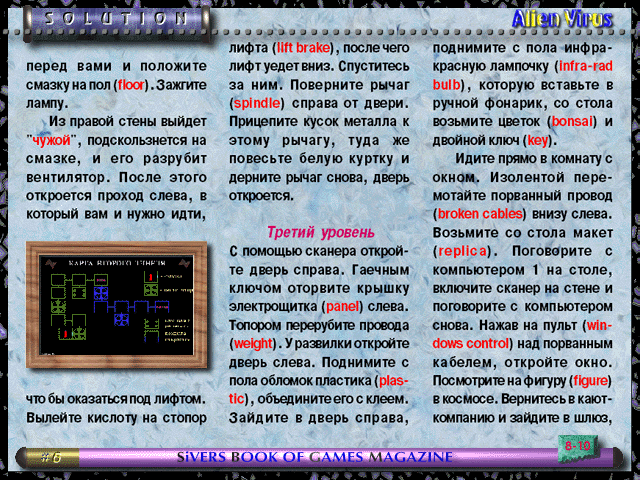 SOLUTION
Alien Virus
перед вами и положите
смазку на пол (floor). Зажгите
лампу.
Из правой стены выйдет
"чужой", подскользнется на
смазке, и его разрубит
вентилятор. После этого
откроется проход слева, в
который вам и нужно идти,
КАРТА ВТОРОГО ТЕНЕТЯ
что бы оказаться под лифтом.
Вылейте кислоту на стопор
лифта (lift brake), после чего
лифт уедет вниз. Спуститесь
за ним. Поверните рычаг
(spindle) справа от двери.
Прицепите кусок металла к
этому рычагу, туда же
повесьте белую куртку и
дерните рычаг снова, дверь
откроется.
Третий уровень
С помощью сканера открой-
те дверь справа. Гаечным
ключом оторвите крышку
электрощитка (panel) слева.
Топором перерубите провода
(weight). У развилки откройте
дверь слева. Поднимите с
пола обломок пластика (plas-
tic), объедините его с клеем.
Зайдите в дверь справа,
поднимите с пола инфра-
красную лампочку (infra-rad
bulb), которую вставьте в
ручной фонарик, со стола
возьмите цветок (bonsai) и
двойной ключ (key).
Идите прямо в комнату с
окном. Изолентой пере-
мотайте порванный провод
(broken cables) внизу слева.
Возьмите со стола макет
(replica). Поговорите с
компьютером 1 на столе,
включите сканер на стене и
поговорите с компьютером
снова. Нажав на пульт (win-
dows control) над порванным
кабелем, откройте окно.
Посмотрите на фигуру (figure)
в космосе. Вернитесь в кают-
компанию и зайдите в шлюз,
#6
SiVERS BOOK OF GAMES MAGAZINE
8-10